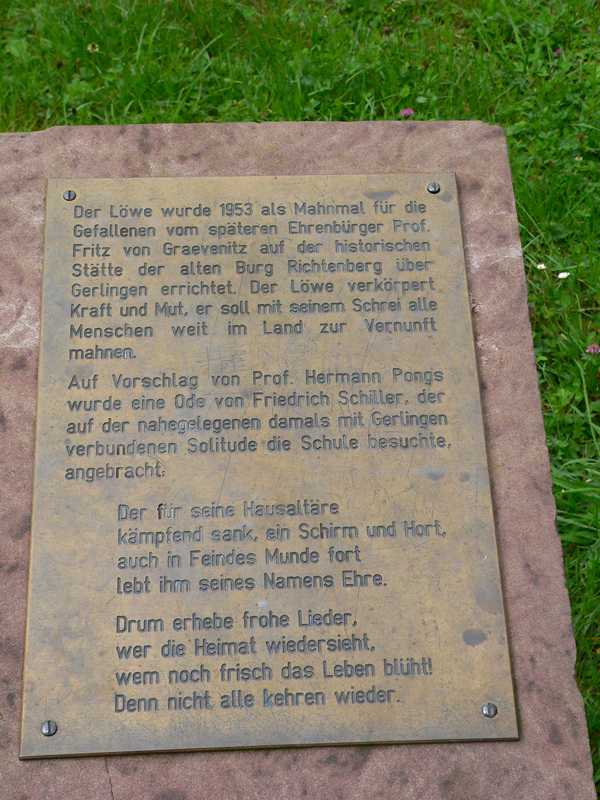 Der Löwe wurde 1953 als Mahnmal für die
Gefallenen vom späteren Ehrenbürger Prof.
Fritz von Graevenitz auf der historischen
Stätte der alten Burg Richtenberg über
Gerlingen errichtet. Der Löwe verkörpert
Kraft und Mut, er soll mit seinem Schrei alle
Menschen weit im Land zur Vernunft
mahnen.
Auf Vorschlag von Prof. Hermann Pongs
wurde eine Ode von Friedrich Schiller, der
auf der nahegelegenen damals mit Gerlingen
verbundenen Solitude die Schule besuchte,
angebracht:
Der für seine Hausaltäre
kämpfend sank, ein Schirm und Hort,
auch in Feindes Munde fort
lebt ihm seines Namens Ehre.
Drum erhebe frohe Lieder,
wer die Heimat wiedersieht,
wem noch frisch das Leben blüht!
Denn nicht alle kehren wieder.